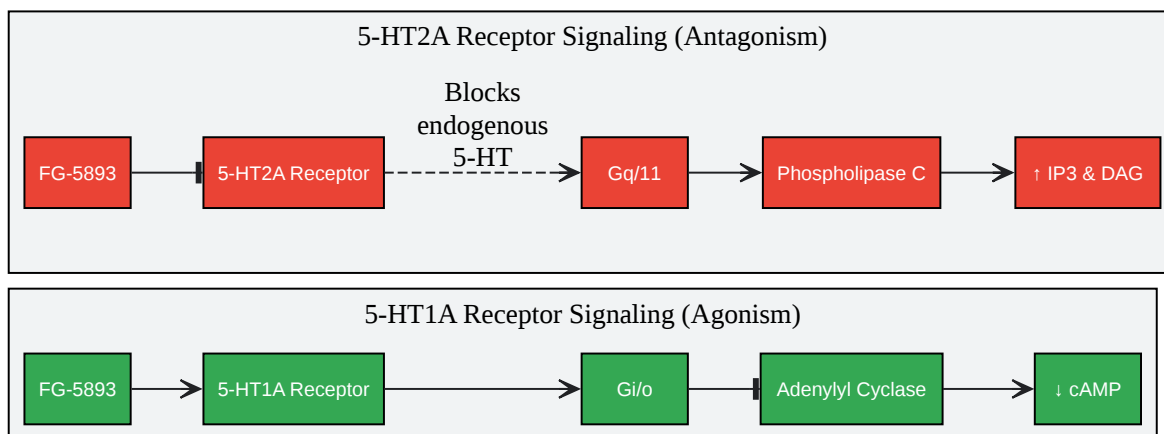 5-HT2A Receptor Signaling (Antagonism)
Blocks
endogenous
5-HT
FG-5893
5-HT2A Receptor
Gq/11
Phospholipase C
↑ IP3 & DAG
5-HT1A Receptor Signaling (Agonism)
FG-5893
5-HT1A Receptor
Gi/o
Adenylyl Cyclase
↓ cAMP